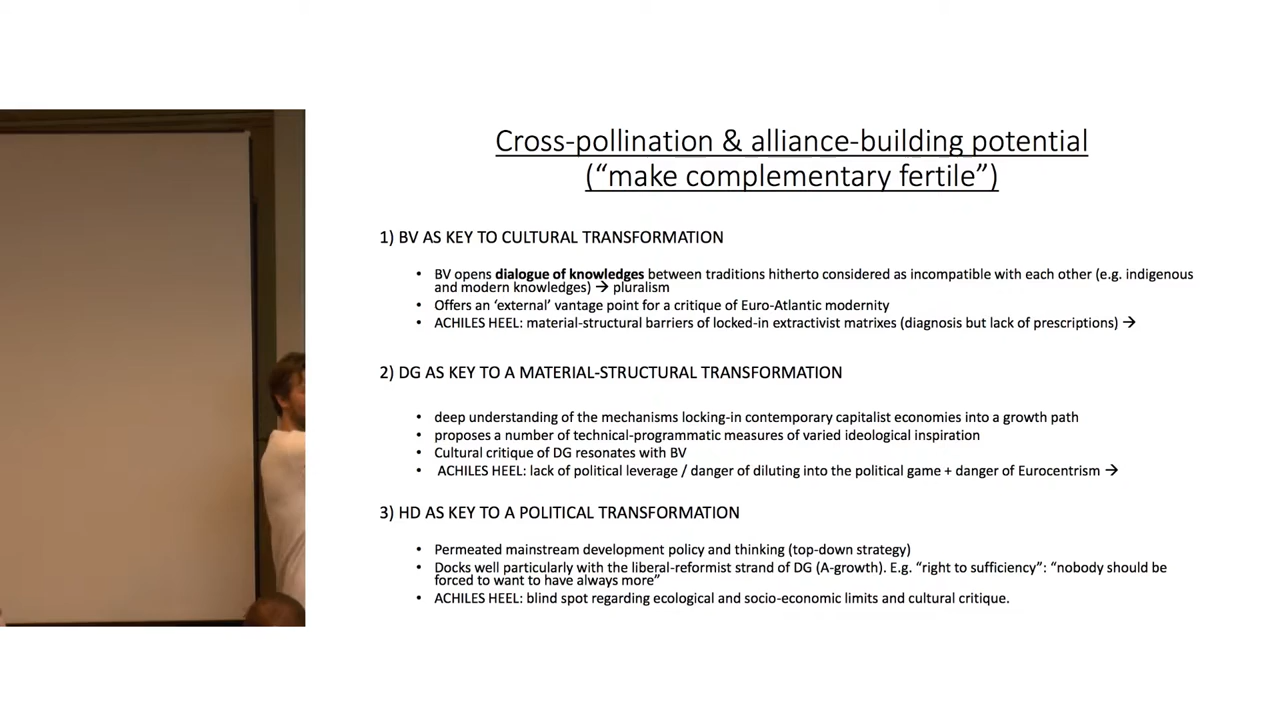 Cross-pollination & alliance-building potential
(“make complementary fertile”)
1) BV AS KEY TO CULTURAL TRANSFORMATION
• BV opens dialogue of knowledges between traditions hitherto considered as incompatible with each other (e.g. indigenous
and modern knowledges) → pluralism
• Offers an ‘external’ vantage point for a critique of Euro-Atlantic modernity
• ACHILES HEEL: material-structural barriers of locked-in extractivist matrixes (diagnosis but lack of prescriptions) →
2) DG AS KEY TO A MATERIAL-STRUCTURAL TRANSFORMATION
• deep understanding of the mechanisms locking-in contemporary capitalist economies into a growth path
• proposes a number of technical-programmatic measures of varied ideological inspiration
• Cultural critique of DG resonates with BV
• ACHILES HEEL: lack of political leverage / danger of diluting into the political game + danger of Eurocentrism →
3) HD AS KEY TO A POLITICAL TRANSFORMATION
• Permeated mainstream development policy and thinking (top-down strategy)
• Docks well particularly with the liberal-reformist strand of DG (A-growth). E.g. “right to sufficiency”: “nobody should be
forced to want to have always more”
• ACHILES HEEL: blind spot regarding ecological and socio-economic limits and cultural critique.